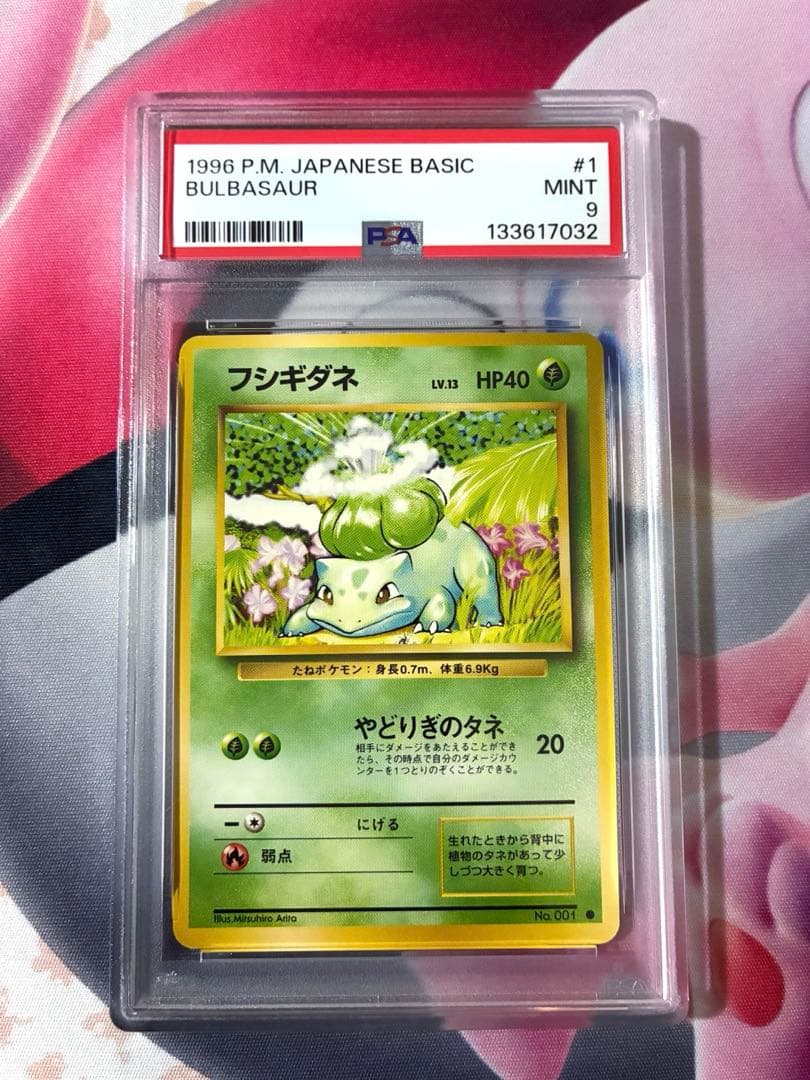 1996 P.M. JAPANESE BASIC #1
BULBASAUR MINT
9
PSA 133617032
フシギダネ LV.13 HP40
たねポケモン：身長0.7m、体重6.9Kg
やどりぎのタネ 20
相手にダメージをあたえることができ
たら、その時点で自分のダメージカウ
ンターを1つとりのぞくことができる。
ー にげる
弱点
生れたときから背中に
植物のタネがあって少
しづつ大きく育つ。
Illus.Mitsuhiro Arita No. 001 ●